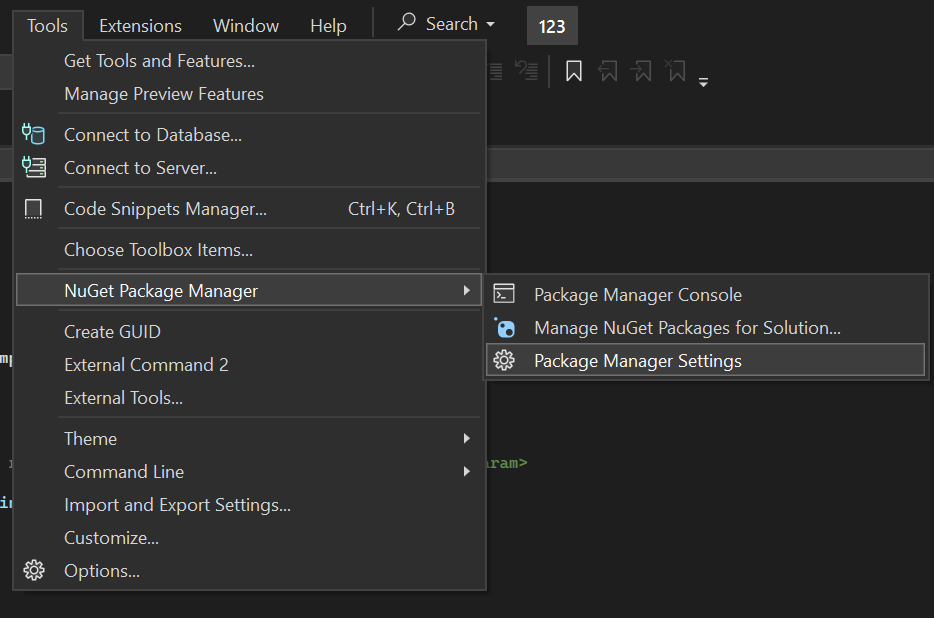 Tools Extensions Window Help Search 123
Get Tools and Features...
Manage Preview Features
Connect to Database...
Connect to Server...
Code Snippets Manager... Ctrl+K, Ctrl+B
Choose Toolbox Items...
NuGet Package Manager
Package Manager Console
Manage NuGet Packages for Solution...
Package Manager Settings
Create GUID
External Command 2
External Tools...
Theme
Command Line
Import and Export Settings...
Customize...
Options...